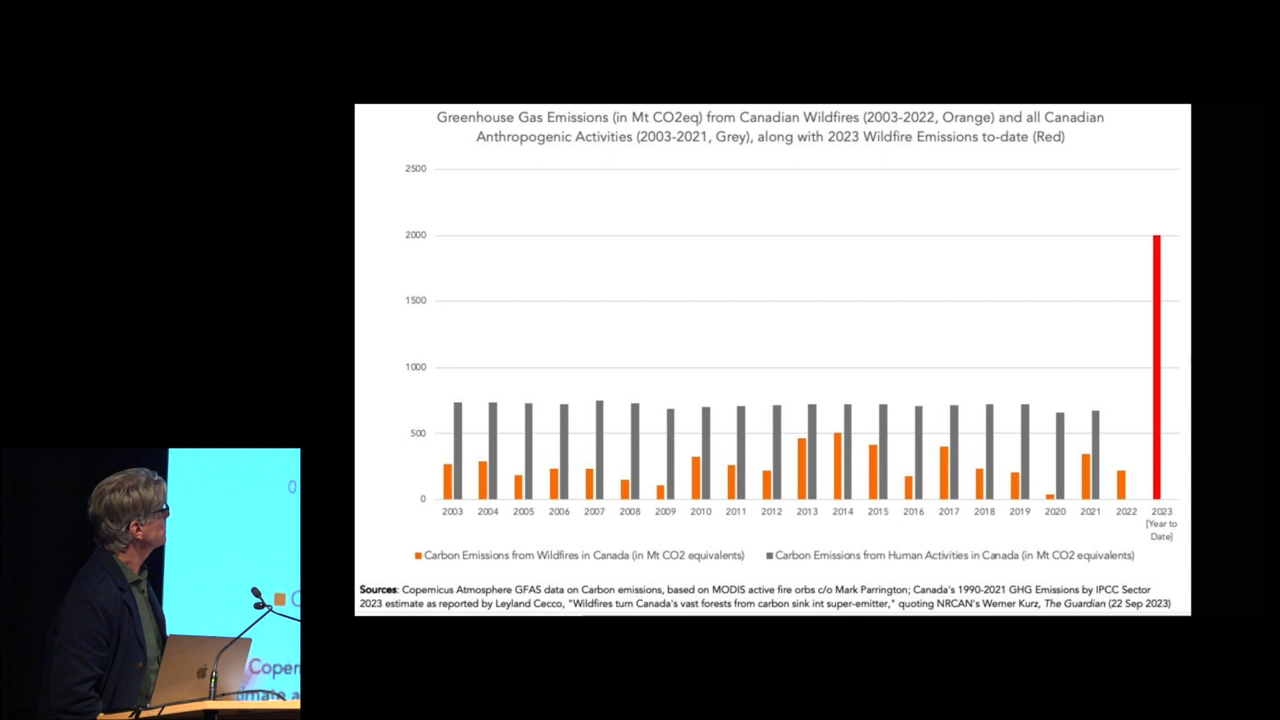 Greenhouse Gas Emissions (in Mt CO2eq) from Canadian Wildfires (2003-2022, Orange) and all Canadian
Anthropogenic Activities (2003-2021, Grey), along with 2023 Wildfire Emissions to-date (Red)
2500
2000
1500
1000
500
0
2003 2004 2005 2006 2007 2008 2009 2010 2011 2012 2013 2014 2015 2016 2017 2018 2019 2020 2021 2022 2023
[Year to
Date]
Carbon Emissions from Wildfires in Canada (in Mt CO2 equivalents) Carbon Emissions from Human Activities in Canada (in Mt CO2 equivalents)
Sources: Copernicus Atmosphere GFAS data on Carbon emissions, based on MODIS active fire orbs c/o Mark Parrington; Canada's 1990-2021 GHG Emissions by IPCC Sector
2023 estimate as reported by Leyland Cecco, "Wildfires turn Canada's vast forests from carbon sink int super-emitter," quoting NRCAN's Werner Kurz, The Guardian (22 Sep 2023)
0
Coper
timate a